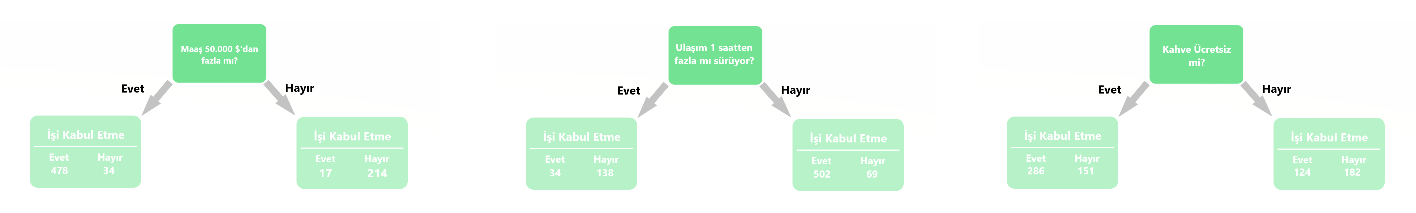 Maaş 50.000 $'dan
fazla mı?
Evet
Hayır
İşi Kabul Etme
Evet Hayır
478 34
İşi Kabul Etme
Evet Hayır
17 214
Ulaşım 1 saatten
fazla mı sürüyor?
Evet
Hayır
İşi Kabul Etme
Evet Hayır
34 138
İşi Kabul Etme
Evet Hayır
502 69
Kahve Ücretsiz
mi?
Evet
Hayır
İşi Kabul Etme
Evet Hayır
286 151
İşi Kabul Etme
Evet Hayır
124 182